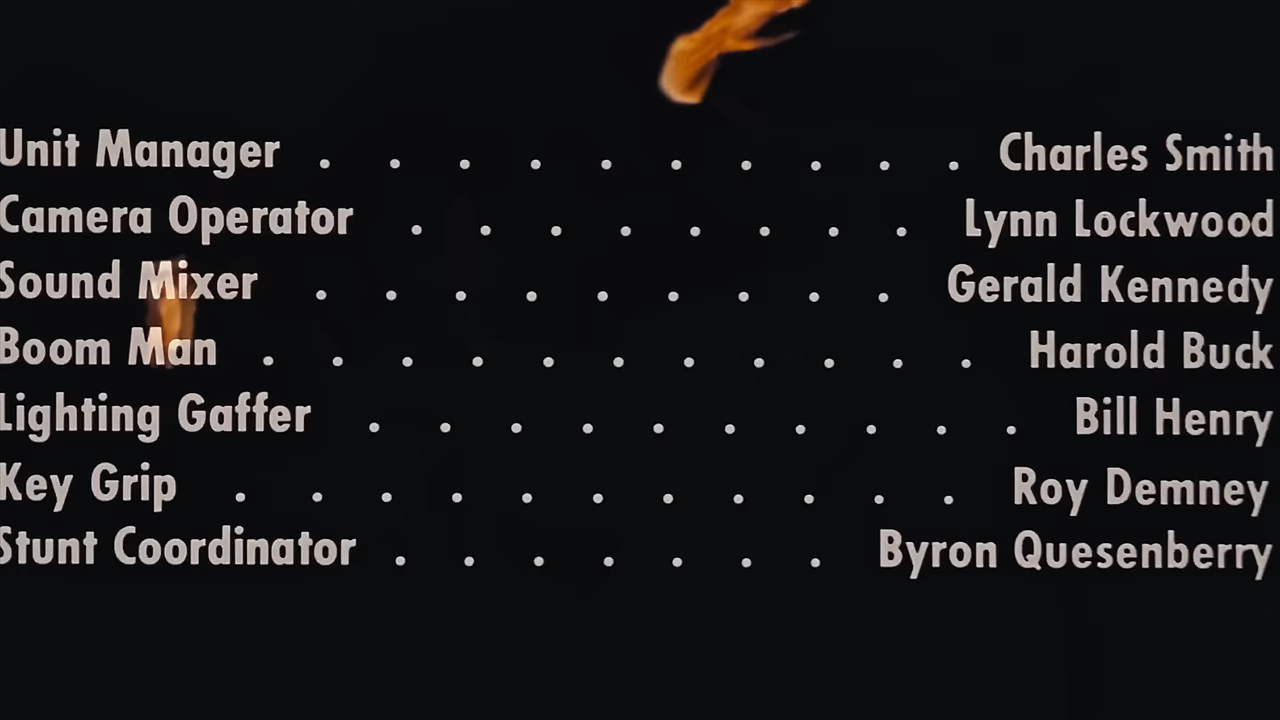 Unit Manager . . . . . . . . . . Charles Smith
Camera Operator . . . . . . . . Lynn Lockwood
Sound Mixer . . . . . . . . . Gerald Kennedy
Boom Man . . . . . . . . . . . Harold Buck
Lighting Gaffer . . . . . . . . . . Bill Henry
Key Grip . . . . . . . . . . . Roy Demney
Stunt Coordinator . . . . . . . Byron Quesenberry